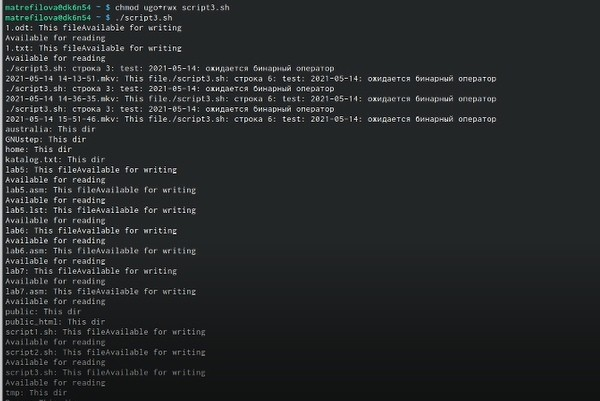 matrefilova@dk6n54 ~ $ chmod ugo+rwx script3.sh
matrefilova@dk6n54 ~ $ ./script3.sh
1.odt: This fileAvailable for writing
Available for reading
1.txt: This fileAvailable for writing
Available for reading
./script3.sh: строка 3: test: 2021-05-14: ожидается бинарный оператор
2021-05-14 14-13-51.mkv: This file./script3.sh: строка 6: test: 2021-05-14: ожидается бинарный оператор
./script3.sh: строка 3: test: 2021-05-14: ожидается бинарный оператор
2021-05-14 14-36-35.mkv: This file./script3.sh: строка 6: test: 2021-05-14: ожидается бинарный оператор
./script3.sh: строка 3: test: 2021-05-14: ожидается бинарный оператор
2021-05-14 15-51-46.mkv: This file./script3.sh: строка 6: test: 2021-05-14: ожидается бинарный оператор
australia: This dir
GNUstep: This dir
home: This dir
katalog.txt: This dir
lab5: This fileAvailable for writing
Available for reading
lab5.asm: This fileAvailable for writing
Available for reading
lab5.lst: This fileAvailable for writing
Available for reading
lab6: This fileAvailable for writing
Available for reading
lab6.asm: This fileAvailable for writing
Available for reading
lab7: This fileAvailable for writing
Available for reading
lab7.asm: This fileAvailable for writing
Available for reading
public: This dir
public_html: This dir
script1.sh: This fileAvailable for writing
Available for reading
script2.sh: This fileAvailable for writing
Available for reading
script3.sh: This fileAvailable for writing
Available for reading
tmp: This dir